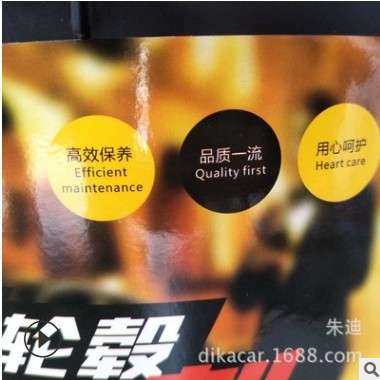 高效保养
Efficient
maintenance
品质一流
Quality first
用心呵护
Heart care
轮毂
朱迪
dikacar.1688.com